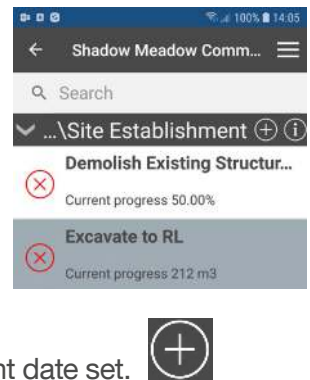 100% 14:05
Shadow Meadow Comm...
Search
...\Site Establishment
Demolish Existing Structur...
Current progress 50.00%
Excavate to RL
Current progress 212 m3
nt date set.